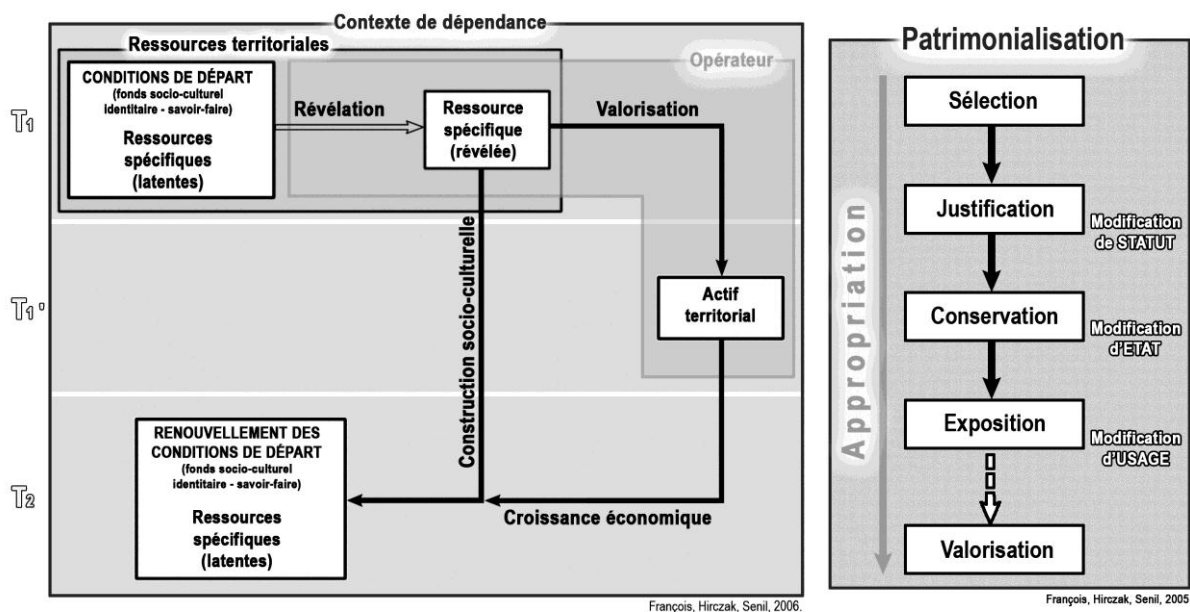 Contexte de dépendance
Ressources territoriales
Opérateur
T1
CONDITIONS DE DÉPART
(fonds socio-culturel
identitaire - savoir-faire)
Ressources
spécifiques
(latentes)
Révélation
Ressource
spécifique
(révélée)
Valorisation
T1'
Construction socio-culturelle
Actif
territorial
T2
RENOUVELLEMENT DES
CONDITIONS DE DÉPART
(fonds socio-culturel
identitaire - savoir-faire)
Ressources
spécifiques
(latentes)
Croissance économique
François, Hirczak, Senil, 2006.
Patrimonialisation
Appropriation
Sélection
Justification
Modification
de STATUT
Conservation
Modification
d'ETAT
Exposition
Modification
d'USAGE
Valorisation
François, Hirczak, Senil, 2005